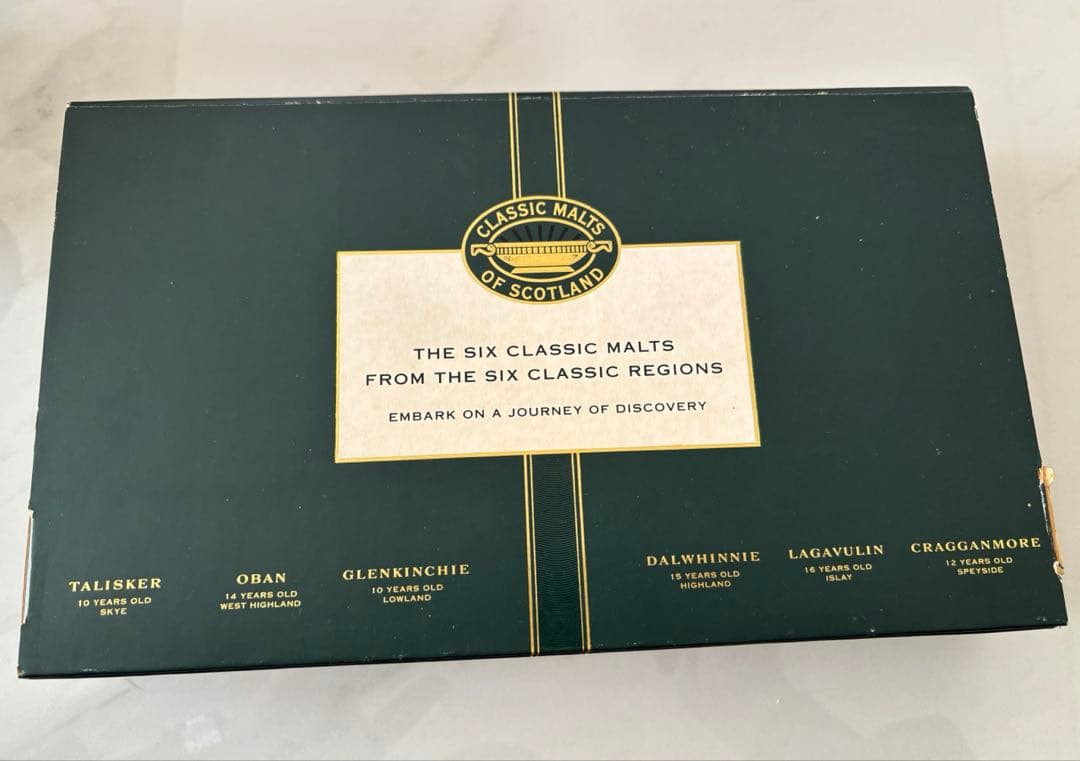 CLASSIC MALTS
OF SCOTLAND
THE SIX CLASSIC MALTS
FROM THE SIX CLASSIC REGIONS
EMBARK ON A JOURNEY OF DISCOVERY
TALISKER
10 YEARS OLD
SKYE
OBAN
14 YEARS OLD
WEST HIGHLAND
GLENKINCHIE
10 YEARS OLD
LOWLAND
DALWHINNIE
15 YEARS OLD
HIGHLAND
LAGAVULIN
16 YEARS OLD
ISLAY
CRAGGANMORE
12 YEARS OLD
SPEYSIDE